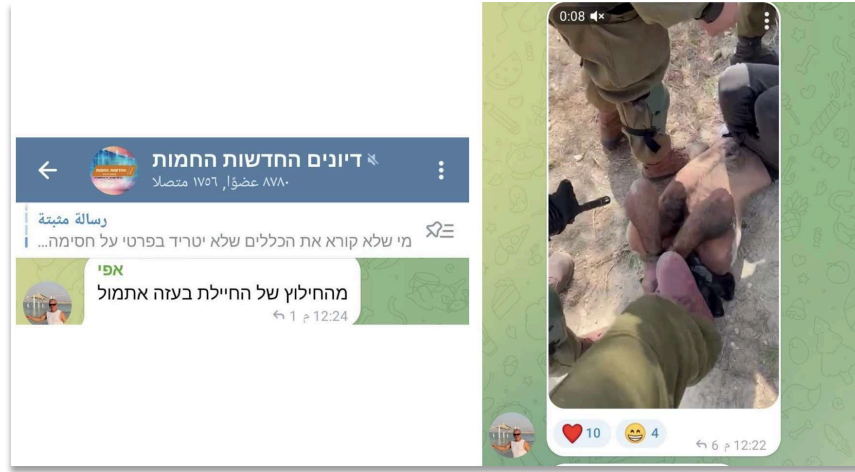 דיונים החדשות החמות
٨٧٨٠ عضوًا, ١٧٥٦ متصلا
رسالة مثبتة
מי שלא קורא את הכללים שלא יטריד בפרטי על חסימה...
אפי
מהחילוץ של החיילת בעזה אתמול
1 م 12:24
0:08
10
4
6 م 12:22